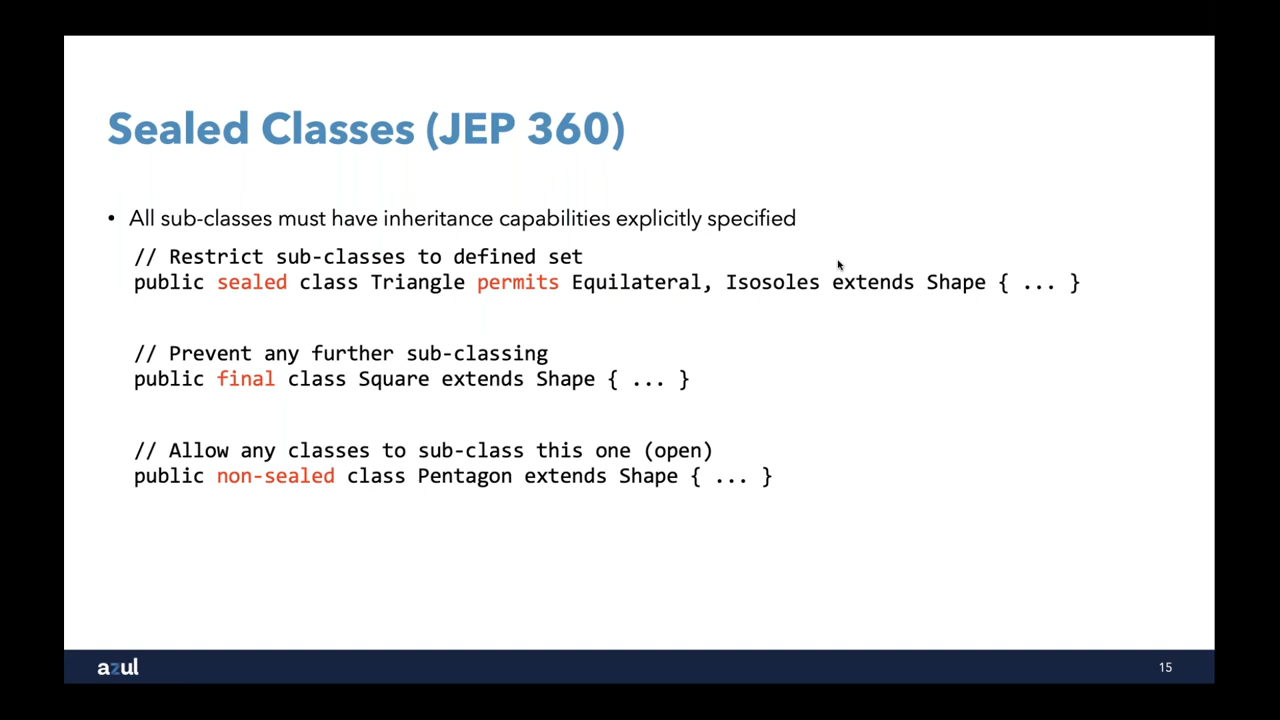 Sealed Classes (JEP 360)
• All sub-classes must have inheritance capabilities explicitly specified
// Restrict sub-classes to defined set
public sealed class Triangle permits Equilateral, Isosoles extends Shape { ... }
// Prevent any further sub-classing
public final class Square extends Shape { ... }
// Allow any classes to sub-class this one (open)
public non-sealed class Pentagon extends Shape { ... }
azul
15